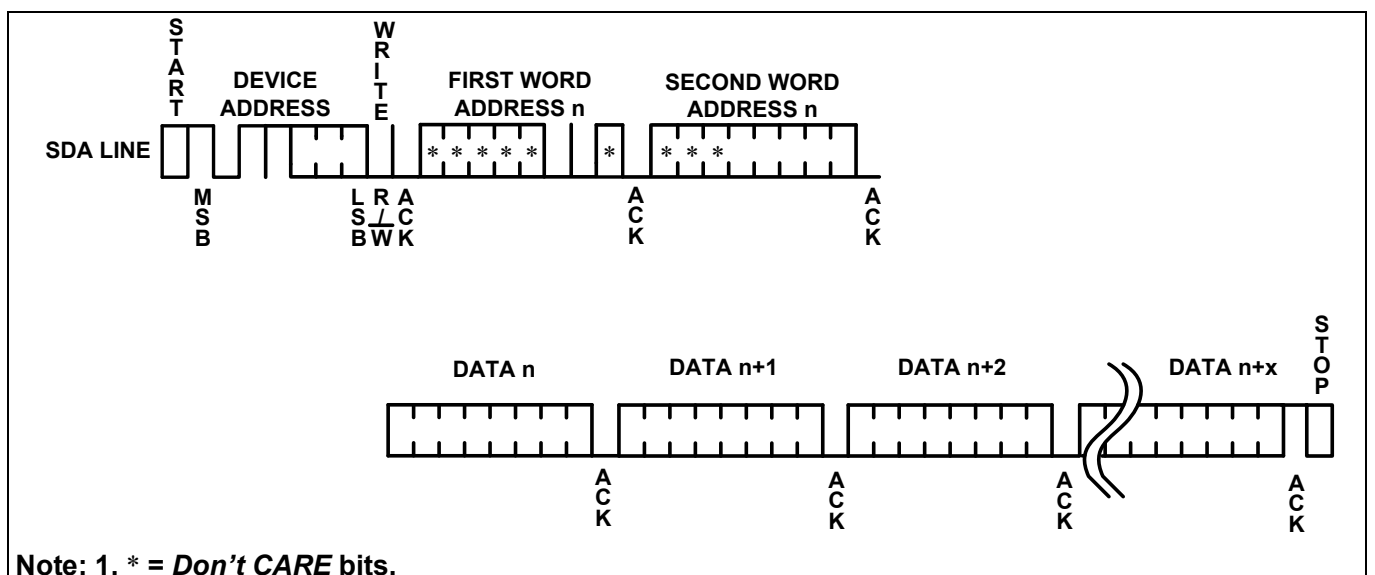 START
WRITE
DEVICE
ADDRESS
FIRST WORD
ADDRESS n
SECOND WORD
ADDRESS n
SDA LINE
* * * * *
*
* * *
MSB
LSB
R/W
ACK
ACK
ACK
DATA n
DATA n+1
DATA n+2
DATA n+x
STOP
ACK
ACK
ACK
ACK
Note: 1. * = Don't CARE bits.